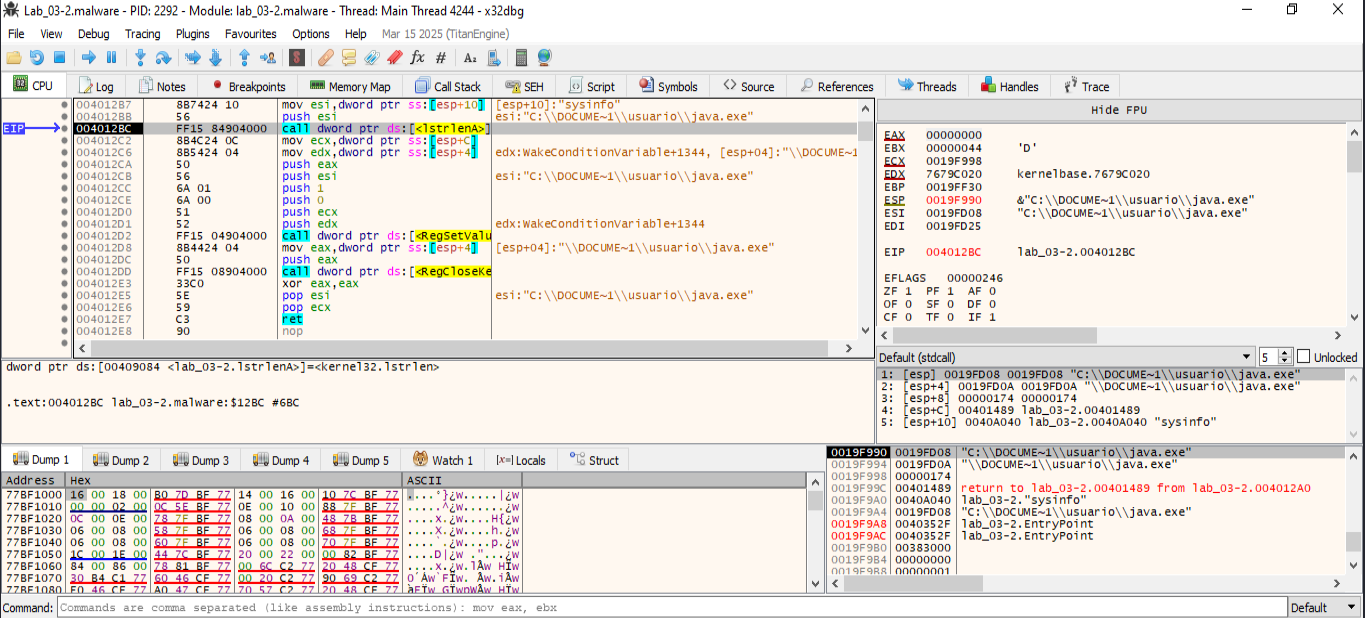 Lab_03-2.malware - PID: 2292 - Module: lab_03-2.malware - Thread: Main Thread 4244 - x32dbg
File View Debug Tracing Plugins Favourites Options Help Mar 15 2025 (TitanEngine)
CPU Log Notes Breakpoints Memory Map Call Stack SEH Script Symbols Source References Threads Handles Trace
004012B7 8B7424 10 mov esi,dword ptr ss:[esp+10] [esp+10]:"sysinfo"
004012BB 56 push esi esi:"C:\\DOCUME~1\\usuario\\java.exe"
EIP 004012BC FF15 84904000 call dword ptr ds:[<lstrlenA>]
004012C2 8B4C24 0C mov ecx,dword ptr ss:[esp+C]
004012C6 8B5424 04 mov edx,dword ptr ss:[esp+4] edx:WakeConditionVariable+1344, [esp+04]:"\\DOCUME~1
004012CA 50 push eax
004012CB 56 push esi esi:"C:\\DOCUME~1\\usuario\\java.exe"
004012CC 6A 01 push 1
004012CE 6A 00 push 0
004012D0 51 push ecx
004012D1 52 push edx edx:WakeConditionVariable+1344
004012D2 FF15 04904000 call dword ptr ds:[<RegSetValu
004012D8 8B4424 04 mov eax,dword ptr ss:[esp+4] [esp+04]:"\\DOCUME~1\\usuario\\java.exe"
004012DC 50 push eax
004012DD FF15 08904000 call dword ptr ds:[<RegCloseKe
004012E3 33C0 xor eax,eax
004012E5 5E pop esi esi:"C:\\DOCUME~1\\usuario\\java.exe"
004012E6 59 pop ecx
004012E7 C3 ret
004012E8 90 nop
Hide FPU
EAX 00000000
EBX 00000044 'D'
ECX 0019F998
EDX 7679C020 kernelbase.7679C020
EBP 0019FF30
ESP 0019F990 &"C:\\DOCUME~1\\usuario\\java.exe"
ESI 0019FD08 "C:\\DOCUME~1\\usuario\\java.exe"
EDI 0019FD25
EIP 004012BC lab_03-2.004012BC
EFLAGS 00000246
ZF 1 PF 1 AF 0
OF 0 SF 0 DF 0
CF 0 TF 0 IF 1
dword ptr ds:[00409084 <lab_03-2.lstrlenA>]=<kernel32.lstrlen>
.text:004012BC lab_03-2.malware:$12BC #6BC
Default (stdcall) 5 Unlocked
1: [esp] 0019FD08 0019FD08 "C:\\DOCUME~1\\usuario\\java.exe"
2: [esp+4] 0019FD0A 0019FD0A "\\DOCUME~1\\usuario\\java.exe"
3: [esp+8] 00000174 00000174
4: [esp+C] 00401489 lab_03-2.00401489
5: [esp+10] 0040A040 lab_03-2.0040A040 "sysinfo"
Dump 1 Dump 2 Dump 3 Dump 4 Dump 5 Watch 1 [x=] Locals Struct
Address Hex ASCII
77BF1000 16 00 18 00 B0 7D BF 77 14 00 16 00 10 7C BF 77 ....°}¿w.....|¿w
77BF1010 00 00 02 00 0C 5E BF 77 0E 00 10 00 88 7F BF 77 .....^¿w......¿w
77BF1020 0C 00 0E 00 78 7F BF 77 08 00 0A 00 48 7B BF 77 ....x.¿w....H{¿w
77BF1030 06 00 08 00 58 7F BF 77 06 00 08 00 68 7F BF 77 ....X.¿w....h.¿w
77BF1040 06 00 08 00 60 7F BF 77 06 00 08 00 70 7F BF 77 ....`.¿w....p.¿w
77BF1050 1C 00 1E 00 44 7C BF 77 20 00 22 00 00 82 BF 77 ....D|¿w ."...¿w
77BF1060 84 00 86 00 78 81 BF 77 00 6C C2 77 20 48 CF 77 ....x.¿w.lÂw HÏw
77BF1070 30 B4 C1 77 60 46 CF 77 00 20 C2 77 90 69 C2 77 0´Áw`FÏw. Âw.iÂw
0019F990 0019FD08 "C:\\DOCUME~1\\usuario\\java.exe"
0019F994 0019FD0A "\\DOCUME~1\\usuario\\java.exe"
0019F998 00000174
0019F99C 00401489 return to lab_03-2.00401489 from lab_03-2.004012A0
0019F9A0 0040A040 lab_03-2."sysinfo"
0019F9A4 0019FD08 "C:\\DOCUME~1\\usuario\\java.exe"
0019F9A8 0040352F lab_03-2.EntryPoint
0019F9AC 0040352F lab_03-2.EntryPoint
0019F9B0 00383000
0019F9B4 00000000
0019F9B8 00000001
Command: Commands are comma separated (like assembly instructions): mov eax, ebx Default